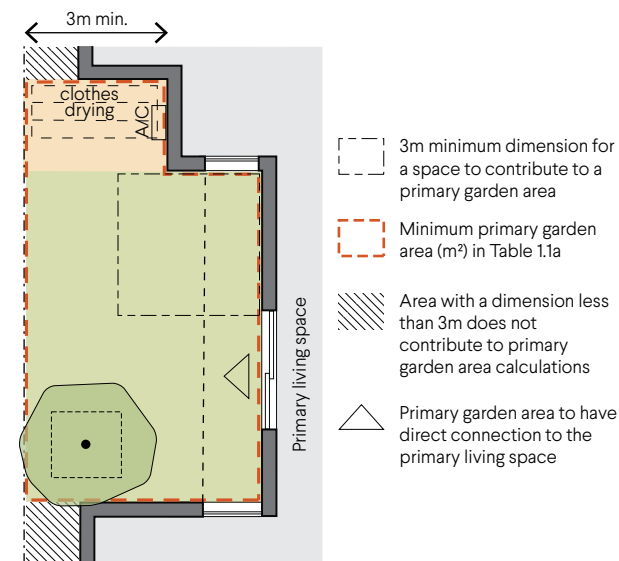 3m min.
clothes
drying
A/C
Primary living space
3m minimum dimension for
a space to contribute to a
primary garden area
Minimum primary garden
area (m²) in Table 1.1a
Area with a dimension less
than 3m does not
contribute to primary
garden area calculations
Primary garden area to have
direct connection to the
primary living space